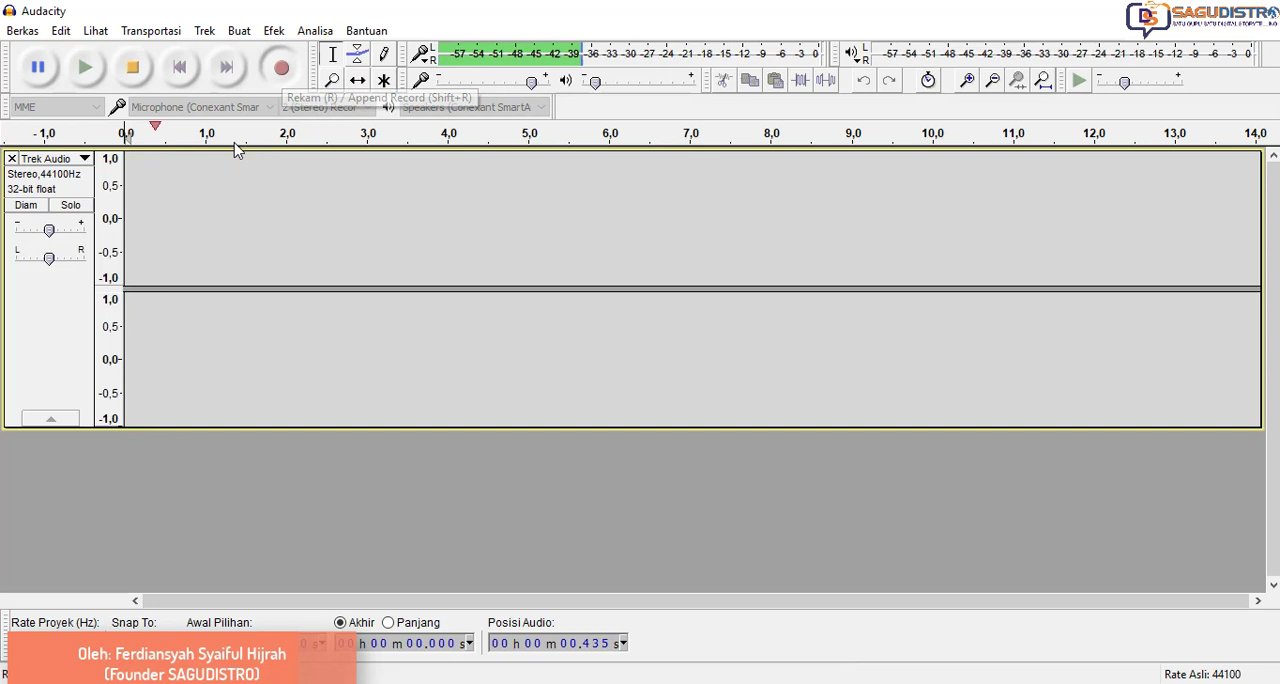 Audacity
SAGUDISTRO
Berkas Edit Lihat Transportasi Trek Buat Efek Analisa Bantuan
L
R
-57 -54 -51 -48 -45 -42 -39 -36 -33 -30 -27 -24 -21 -18 -15 -12 -9 -6 -3 0
L
R
-57 -54 -51 -48 -45 -42 -39 -36 -33 -30 -27 -24 -21 -18 -15 -12 -9 -6 -3 0
Rekam (R) / Append Record (Shift+R)
MME Microphone (Conexant Smar 2 (Stereo) Recor Speakers (Conexant SmartA
- 1,0 0,0 1,0 2,0 3,0 4,0 5,0 6,0 7,0 8,0 9,0 10,0 11,0 12,0 13,0 14,0
Trek Audio
Stereo,44100Hz
32-bit float
Diam Solo
- +
L R
1,0
0,5-
0,0-
-0,5-
-1,0
1,0
0,5-
0,0-
-0,5-
-1,0
Rate Proyek (Hz): Snap To: Awal Pilihan: Akhir Panjang Posisi Audio:
0 s 00 h 00 m 00.000 s 00 h 00 m 00.435 s
Oleh: Ferdiansyah Syaiful Hijrah
(Founder SAGUDISTRO)
Rate Asli: 44100